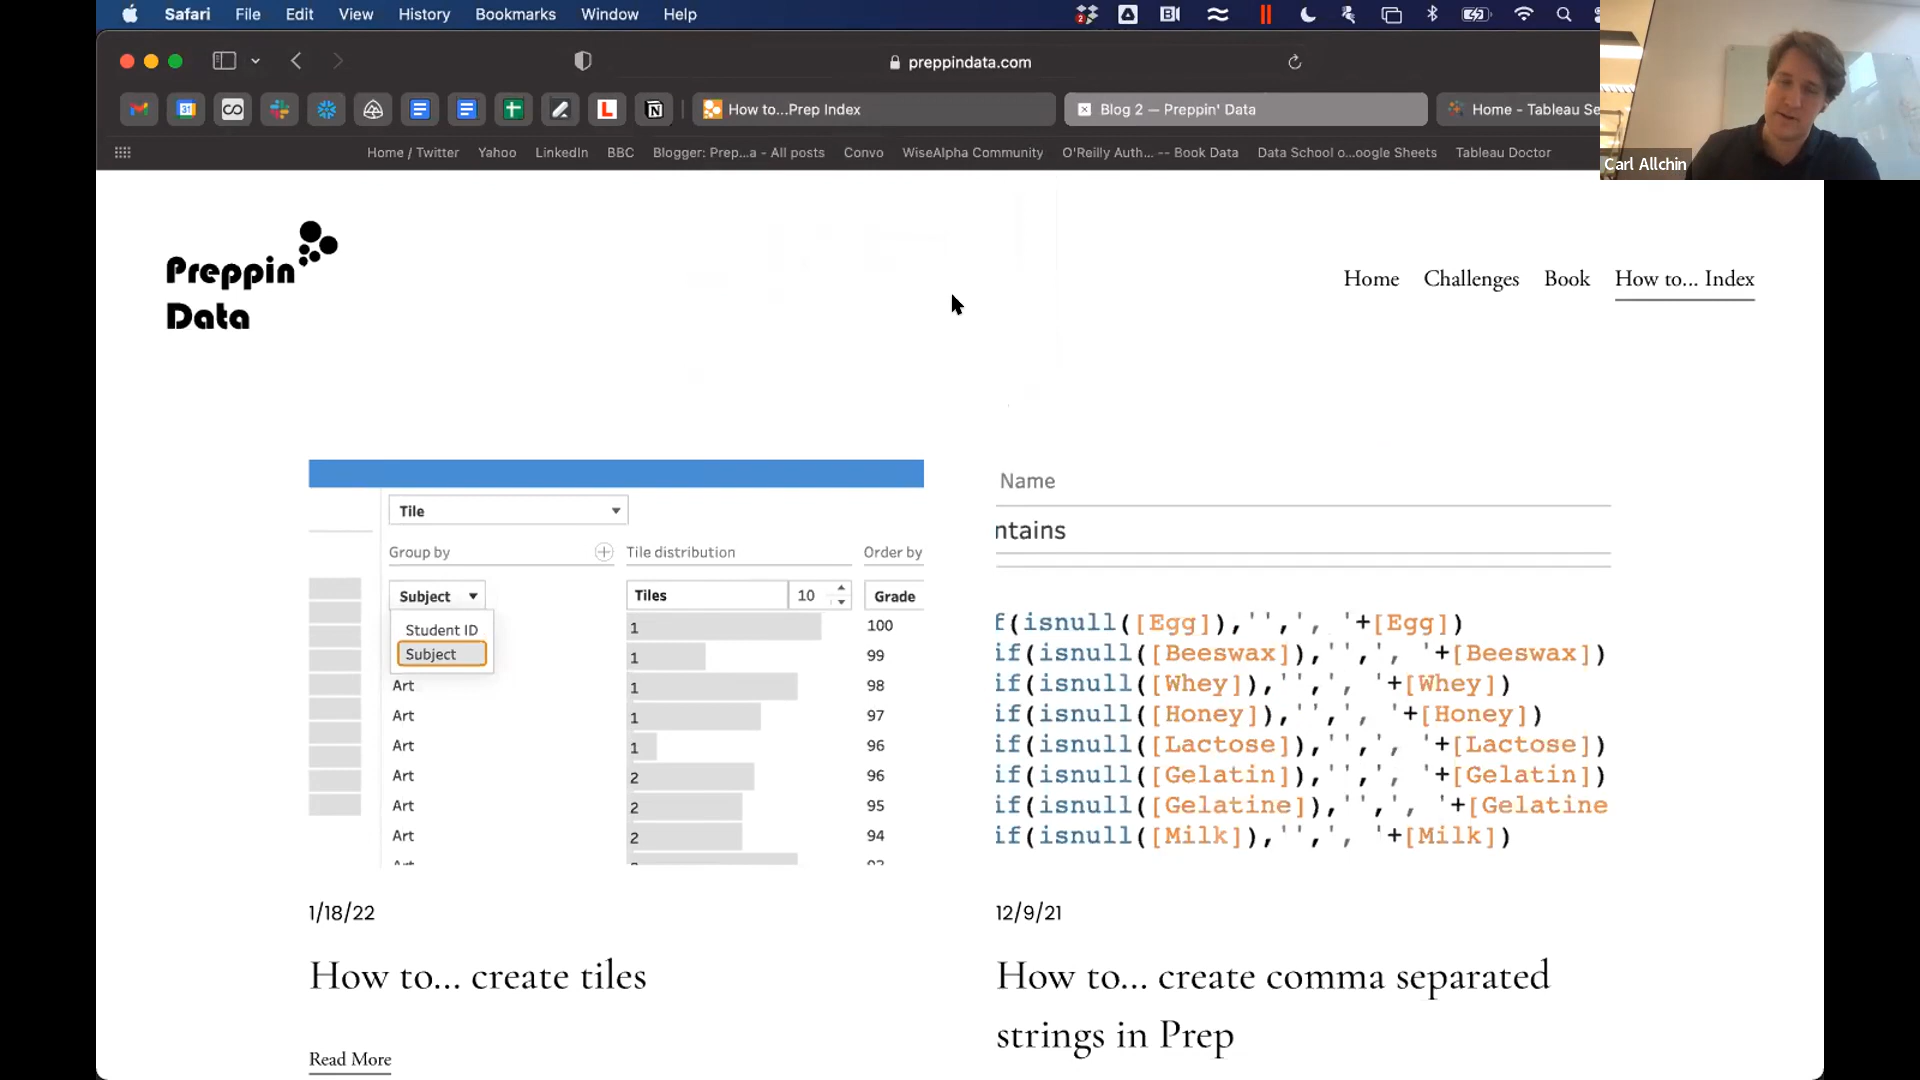 Safari File Edit View History Bookmarks Window Help
preppindata.com
How to...Prep Index
Blog 2 — Preppin' Data
Home - Tableau Se
Home / Twitter Yahoo LinkedIn BBC Blogger: Prep...a - All posts Convo WiseAlpha Community O'Reilly Auth... -- Book Data Data School o...oogle Sheets Tableau Doctor
Carl Allchin
Preppin
Data
Home Challenges Book How to... Index
Tile
Group by Tile distribution Order by
Subject Tiles 10 Grade
Student ID
Subject
1 100
1 99
Art 1 98
Art 1 97
Art 1 96
Art 2 96
Art 2 95
Art 2 94
Name
ntains
f(isnull([Egg]),'',', '+[Egg])
if(isnull([Beeswax]),'',', '+[Beeswax])
if(isnull([Whey]),'',', '+[Whey])
if(isnull([Honey]),'',', '+[Honey])
if(isnull([Lactose]),'',', '+[Lactose])
if(isnull([Gelatin]),'',', '+[Gelatin])
if(isnull([Gelatine]),'',', '+[Gelatine
if(isnull([Milk]),'',', '+[Milk])
1/18/22
How to... create tiles
Read More
12/9/21
How to... create comma separated
strings in Prep